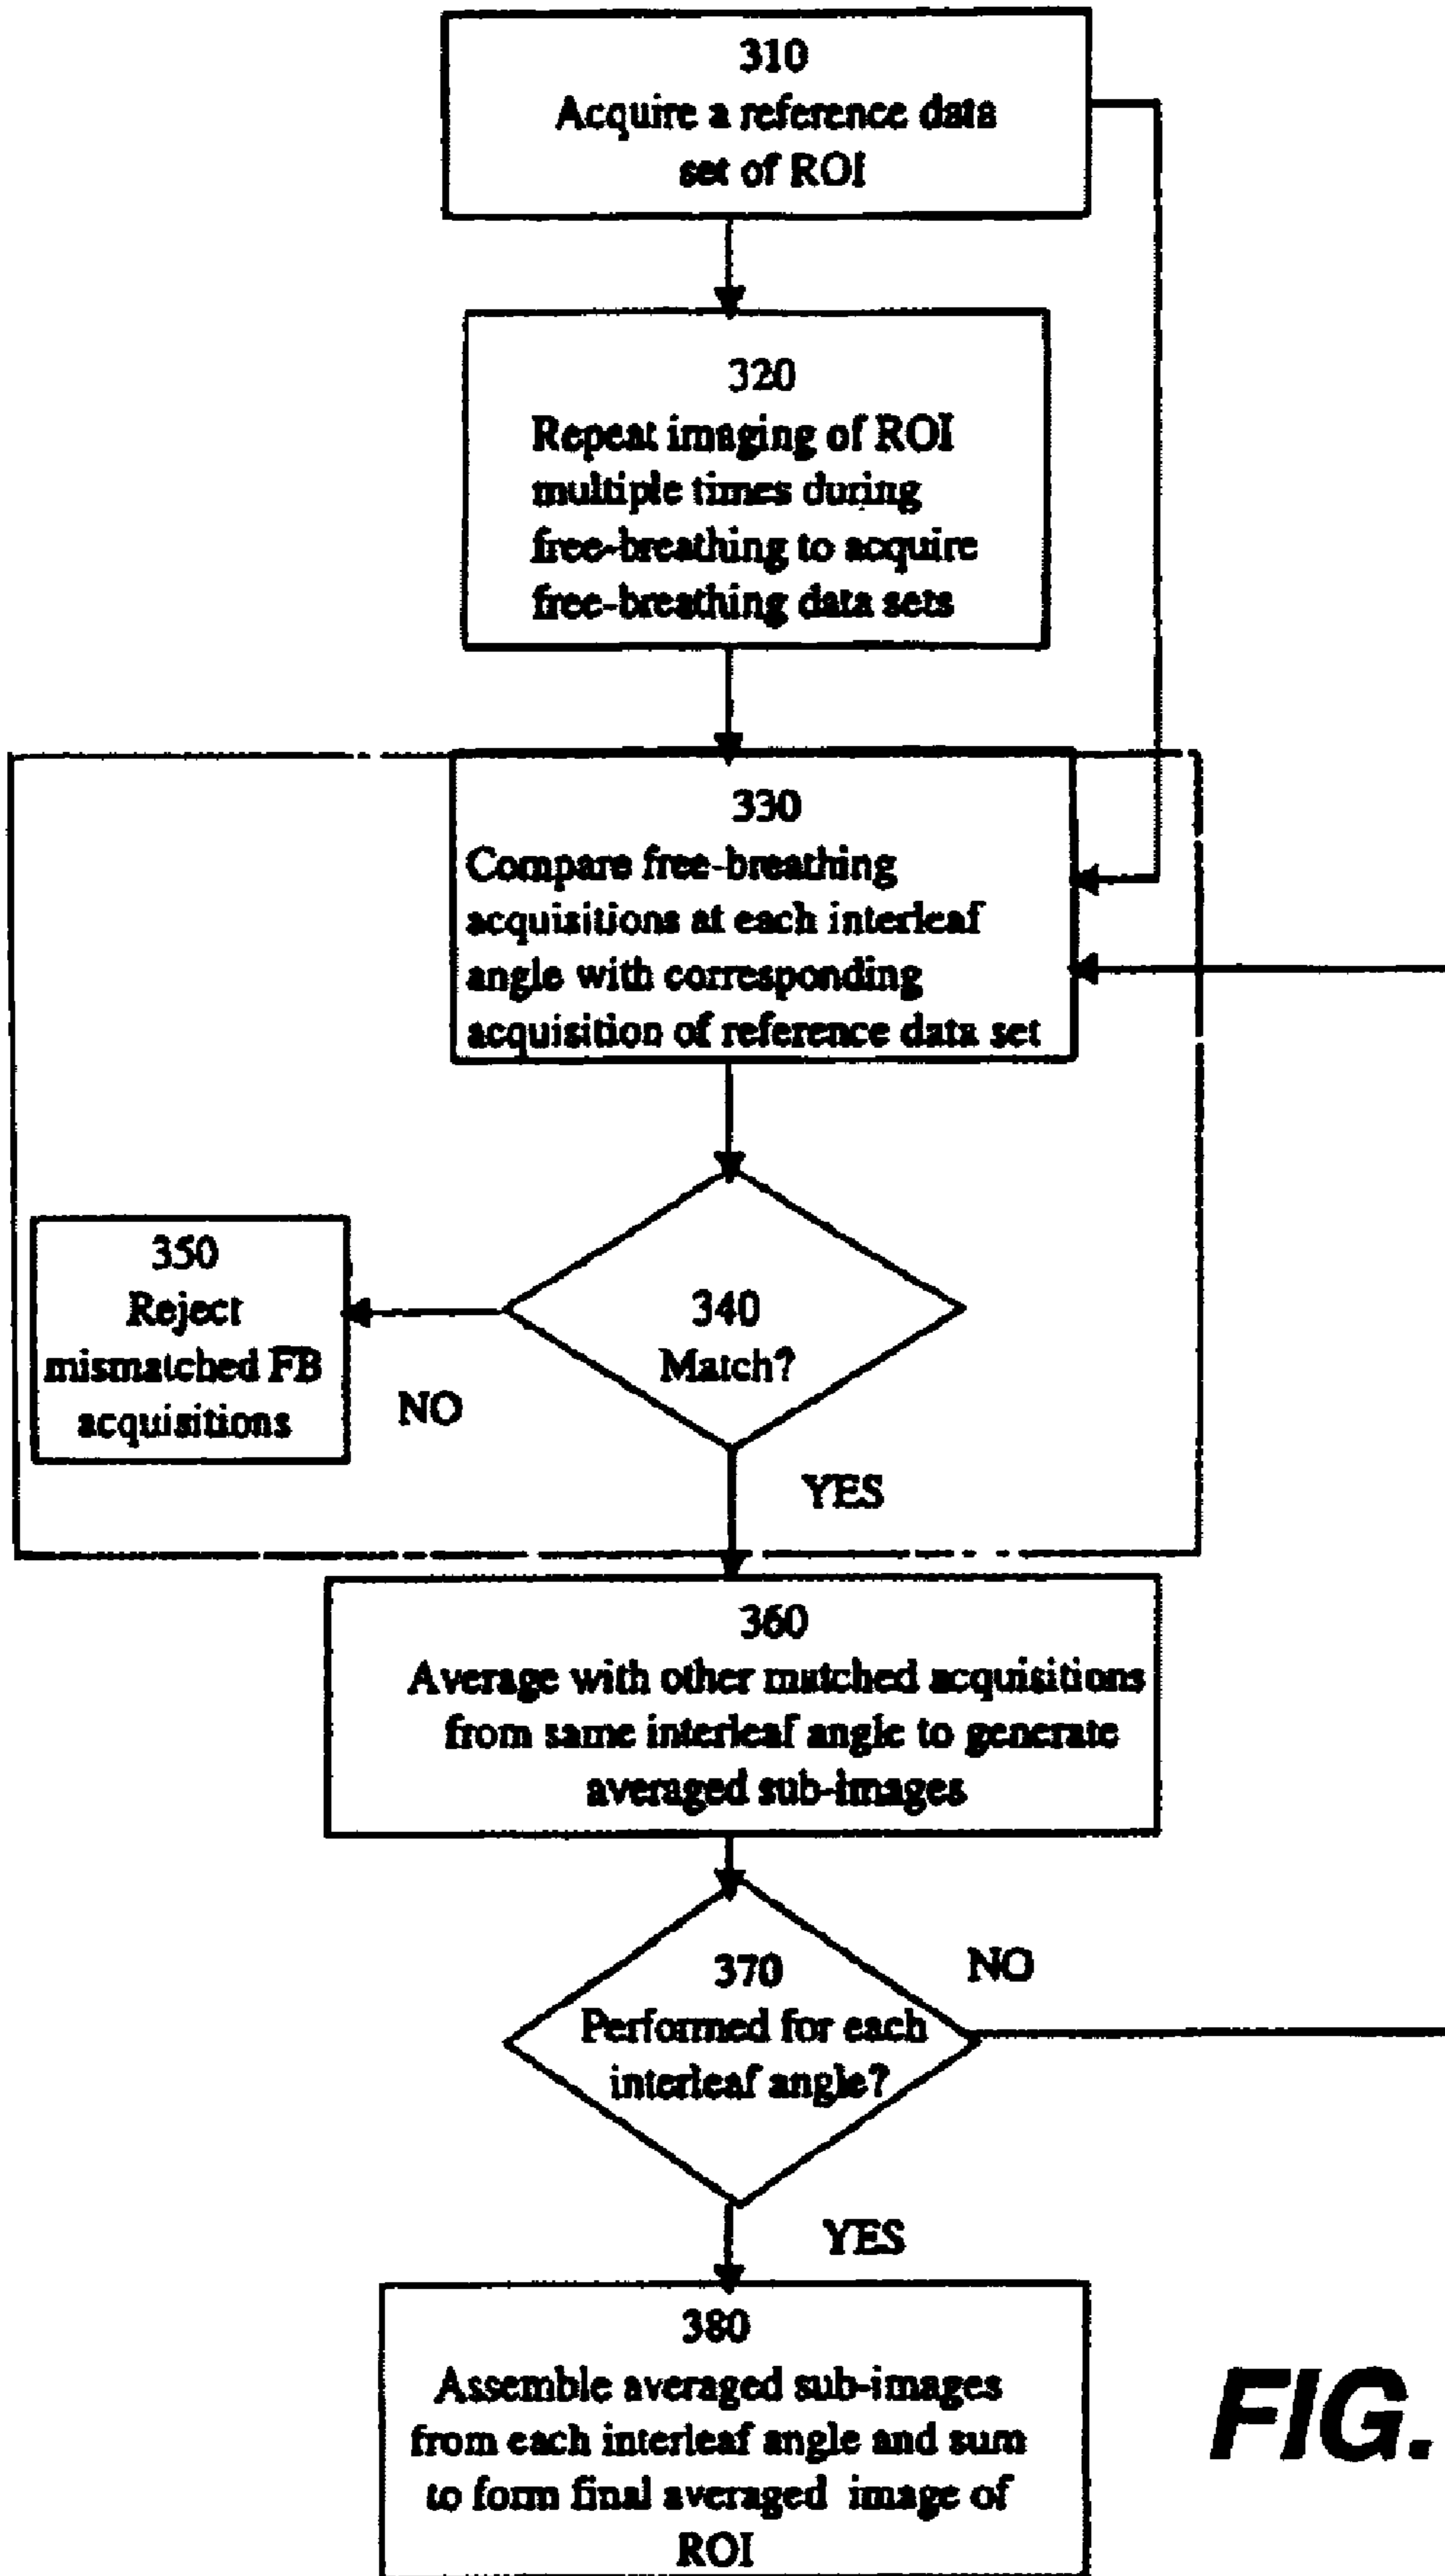 310
Acquire a reference data
set of ROI
320
Repeat imaging of ROI
multiple times during
free-breathing to acquire
free-breathing data sets
330
Compare free-breathing
acquisitions at each interleaf
angle with corresponding
acquisition of reference data set
350
Reject
mismatched FB
acquisitions
NO
340
Match?
YES
360
Average with other matched acquisitions
from same interleaf angle to generate
averaged sub-images
370
Performed for each
interleaf angle?
NO
YES
380
Assemble averaged sub-images
from each interleaf angle and sum
to form final averaged image of
ROI
FIG.